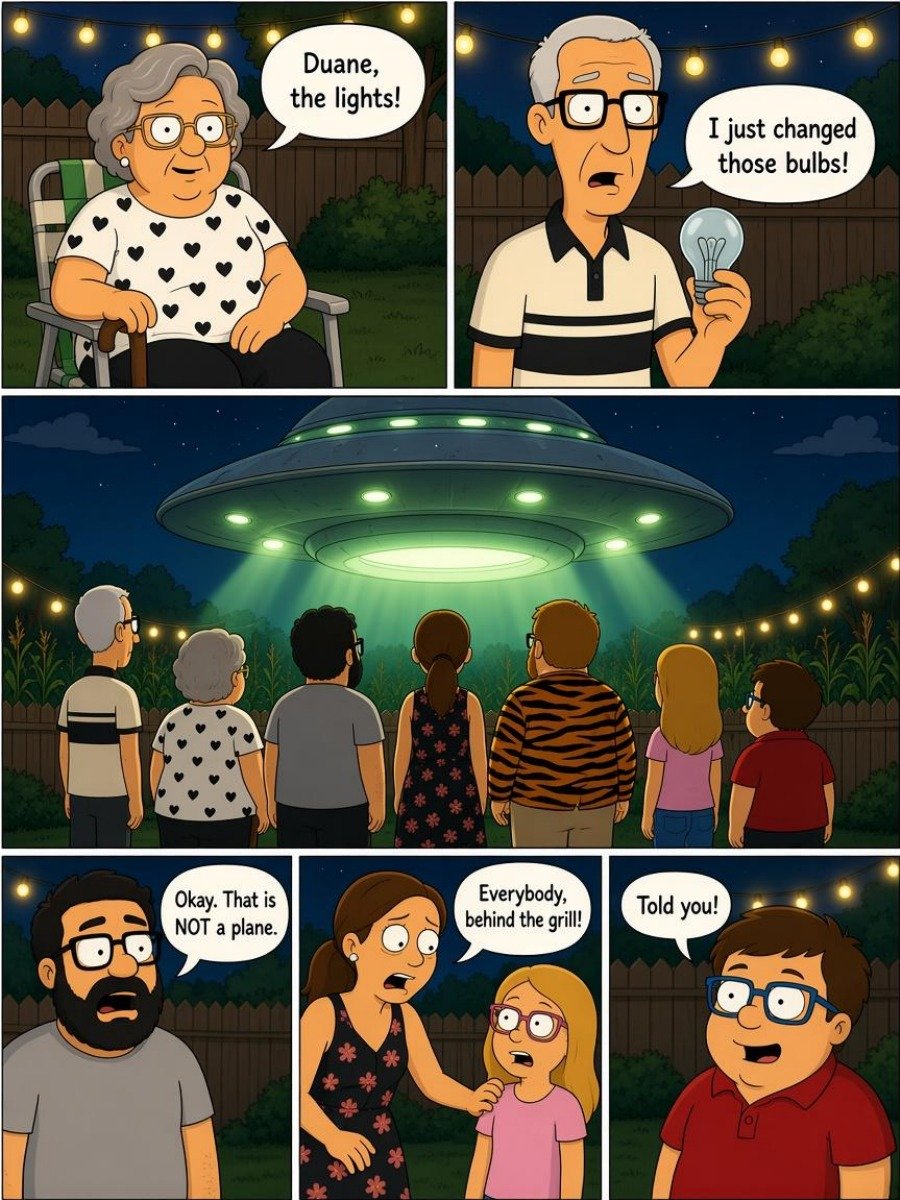 Duane,
the lights!
I just changed
those bulbs!
Okay. That is
NOT a plane.
Everybody,
behind the grill!
Told you!